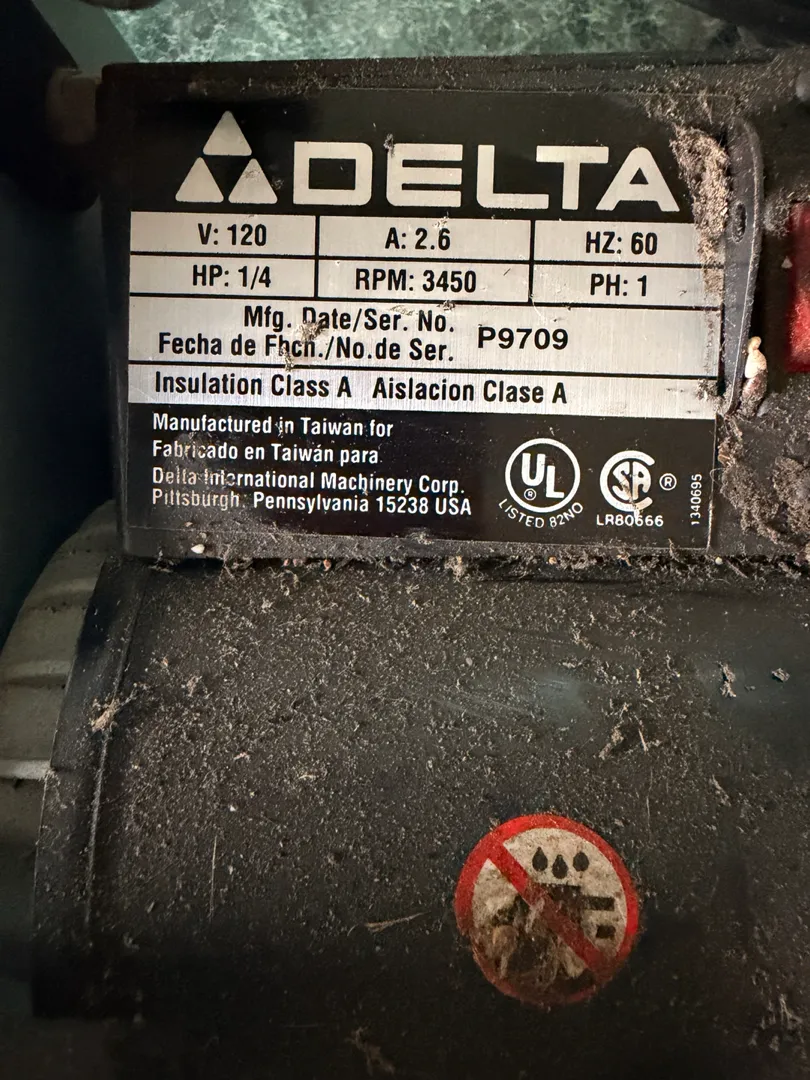 DELTA
V: 120 A: 2.6 HZ: 60
HP: 1/4 RPM: 3450 PH: 1
Mfg. Date/Ser. No. P9709
Fecha de Fbcn./No.de Ser.
Insulation Class A Aislacion Clase A
Manufactured in Taiwan for
Fabricado en Taiwán para
Delta International Machinery Corp.
Pittsburgh, Pennsylvania 15238 USA
UL ®
LISTED 82NO
SA ®
LR80666
1340695